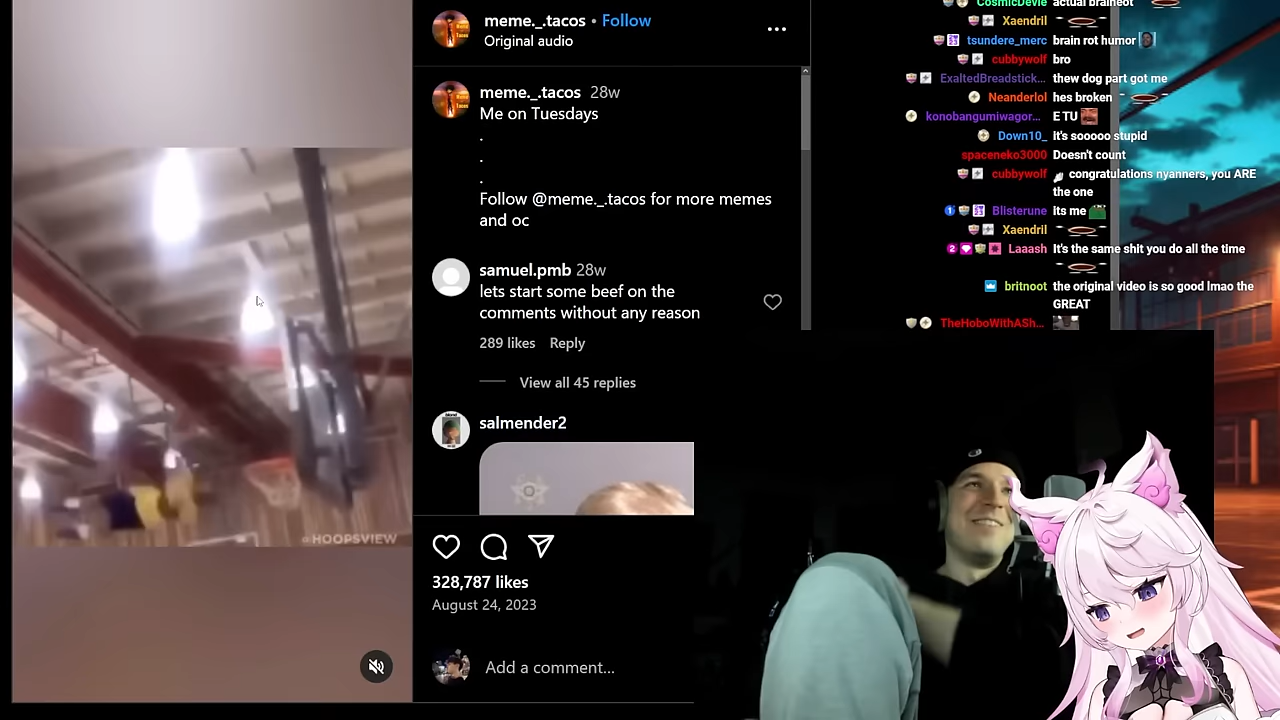 meme._.tacos • Follow
Original audio
meme._.tacos 28w
Me on Tuesdays
.
.
.
Follow @meme._.tacos for more memes
and oc
samuel.pmb 28w
lets start some beef on the
comments without any reason
289 likes Reply
View all 45 replies
salmender2
328,787 likes
August 24, 2023
Add a comment...
HOOPSVIEW
CosmicDevie actual braineot
Xaendril
tsundere_merc brain rot humor
cubbywolf bro
ExaltedBreadstick... thew dog part got me
Neanderlol hes broken
konobangumiwagor... E TU
Down10_ it's sooooo stupid
spaceneko3000 Doesn't count
cubbywolf congratulations nyanners, you ARE
the one
Blisterune its me
Xaendril
Laaash It's the same shit you do all the time
britnoot the original video is so good lmao the
GREAT
TheHoboWithASh...